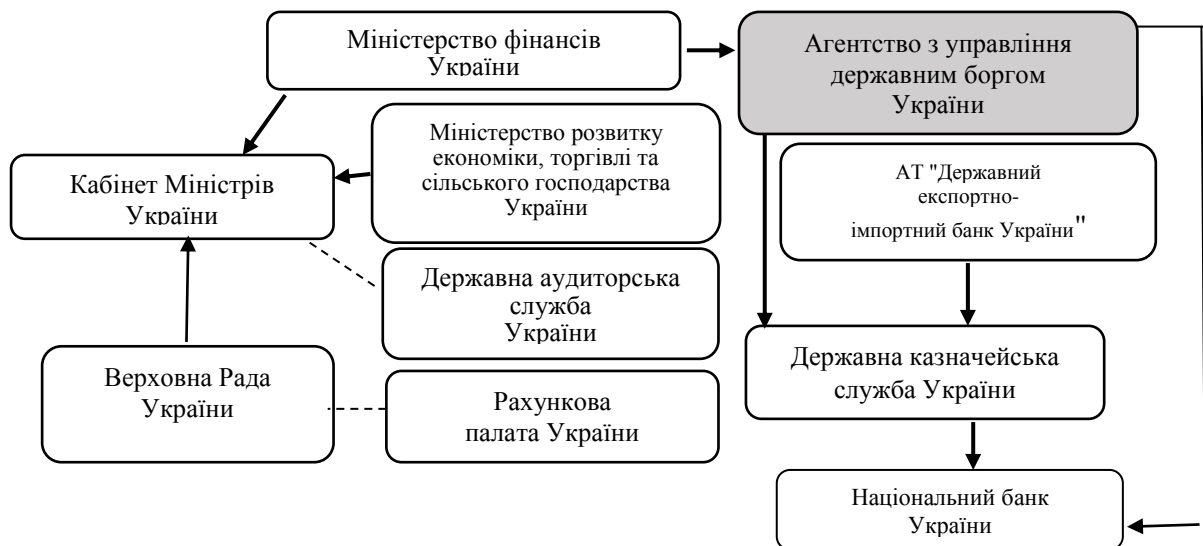 Міністерство фінансів
України
Агентство з управління
державним боргом
України
Міністерство розвитку
економіки, торгівлі та
сільського господарства
України
Кабінет Міністрів
України
АТ "Державний
експортно-
імпортний банк України"
Державна аудиторська
служба
України
Верховна Рада
України
Рахункова
палата України
Державна казначейська
служба України
Національний банк
України